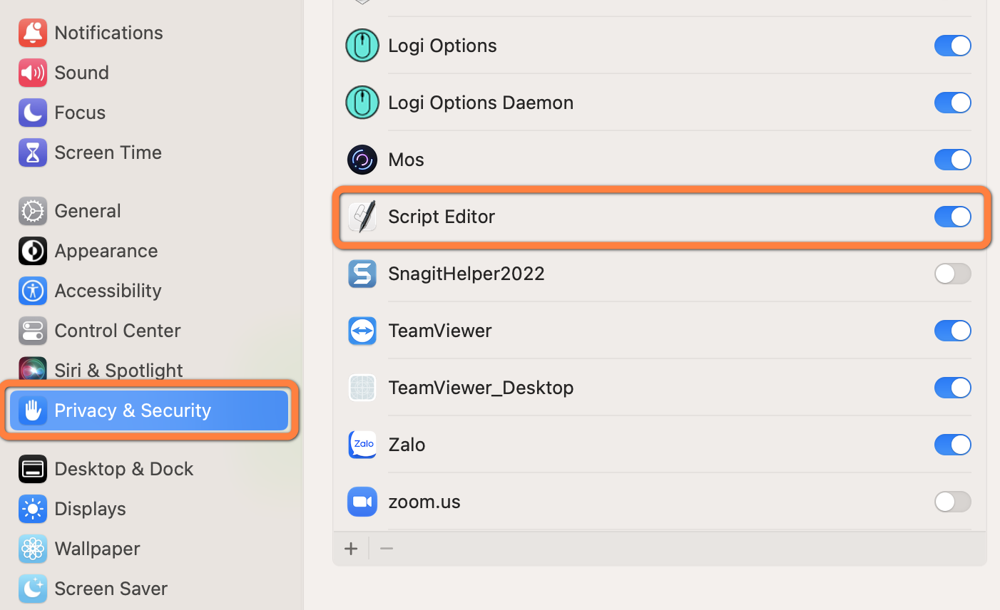 Notifications
Sound
Focus
Screen Time
General
Appearance
Accessibility
Control Center
Siri & Spotlight
Privacy & Security
Desktop & Dock
Displays
Wallpaper
Screen Saver
Logi Options
Logi Options Daemon
Mos
Script Editor
SnagitHelper2022
TeamViewer
TeamViewer_Desktop
Zalo
Zalo
zoom.us